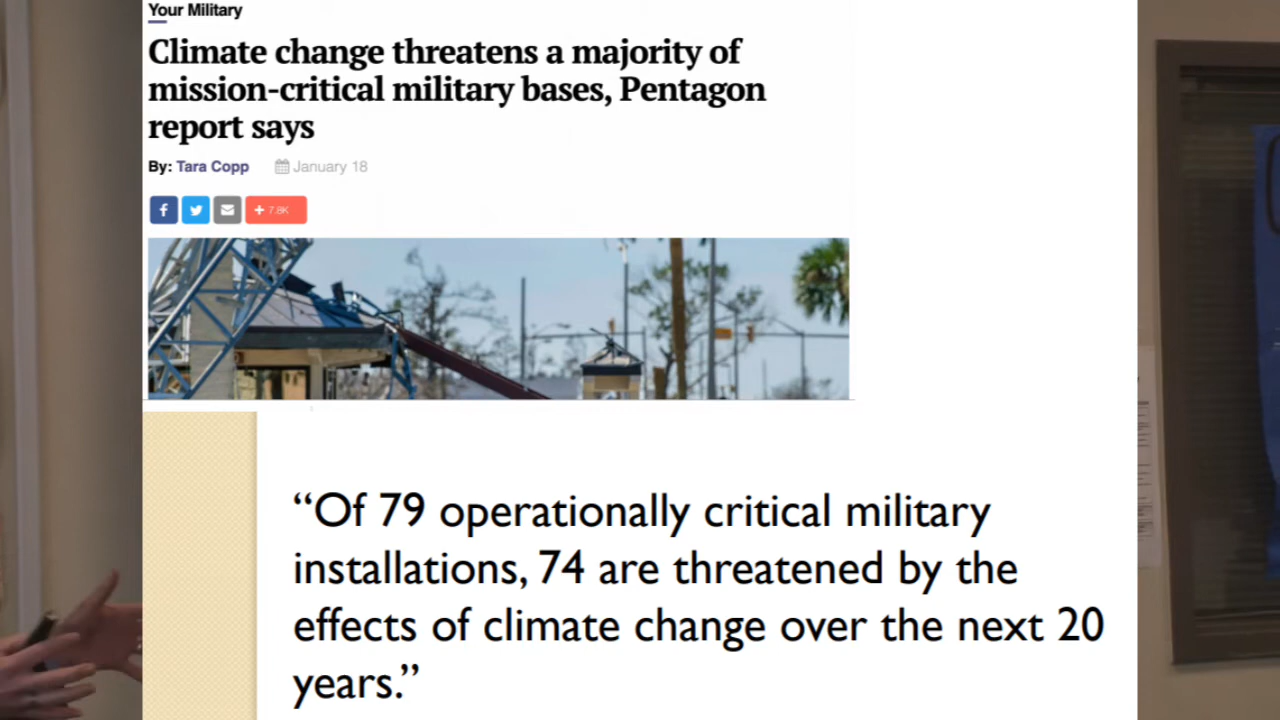 Your Military
Climate change threatens a majority of
mission-critical military bases, Pentagon
report says
By: Tara Copp January 18
+ 7.8K
“Of 79 operationally critical military
installations, 74 are threatened by the
effects of climate change over the next 20
years.”